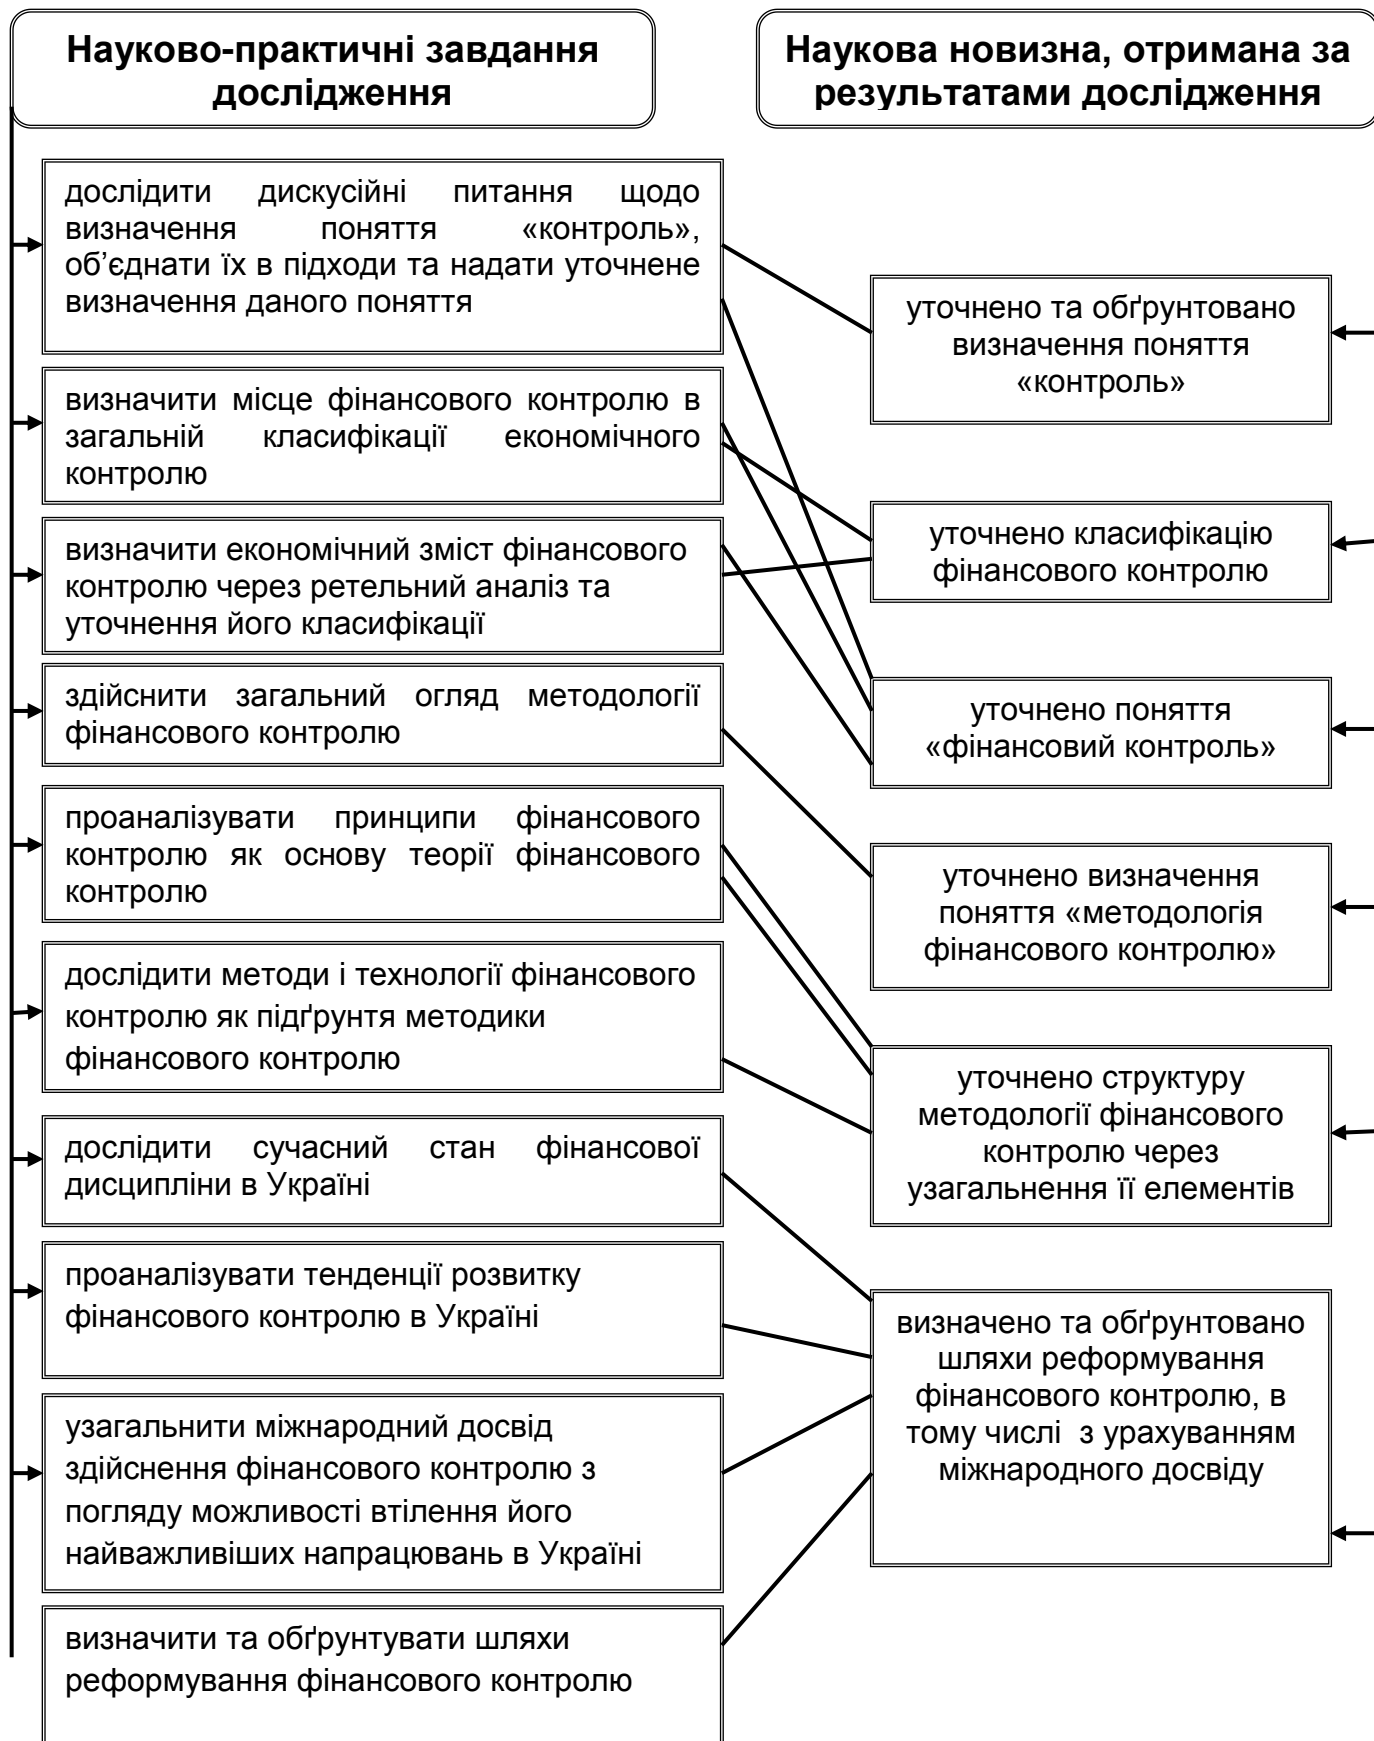 Науково-практичні завдання
дослідження
Наукова новизна, отримана за
результатами дослідження
дослідити дискусійні питання щодо
визначення поняття «контроль»,
об’єднати їх в підходи та надати уточнене
визначення даного поняття
визначити місце фінансового контролю в
загальній класифікації економічного
контролю
визначити економічний зміст фінансового
контролю через ретельний аналіз та
уточнення його класифікації
здійснити загальний огляд методології
фінансового контролю
проаналізувати принципи фінансового
контролю як основу теорії фінансового
контролю
дослідити методи і технології фінансового
контролю як підґрунтя методики
фінансового контролю
дослідити сучасний стан фінансової
дисципліни в Україні
проаналізувати тенденції розвитку
фінансового контролю в Україні
узагальнити міжнародний досвід
здійснення фінансового контролю з
погляду можливості втілення його
найважливіших напрацювань в Україні
визначити та обґрунтувати шляхи
реформування фінансового контролю
уточнено та обґрунтовано
визначення поняття
«контроль»
уточнено класифікацію
фінансового контролю
уточнено поняття
«фінансовий контроль»
уточнено визначення
поняття «методологія
фінансового контролю»
уточнено структуру
методології фінансового
контролю через
узагальнення її елементів
визначено та обґрунтовано
шляхи реформування
фінансового контролю, в
тому числі з урахуванням
міжнародного досвіду